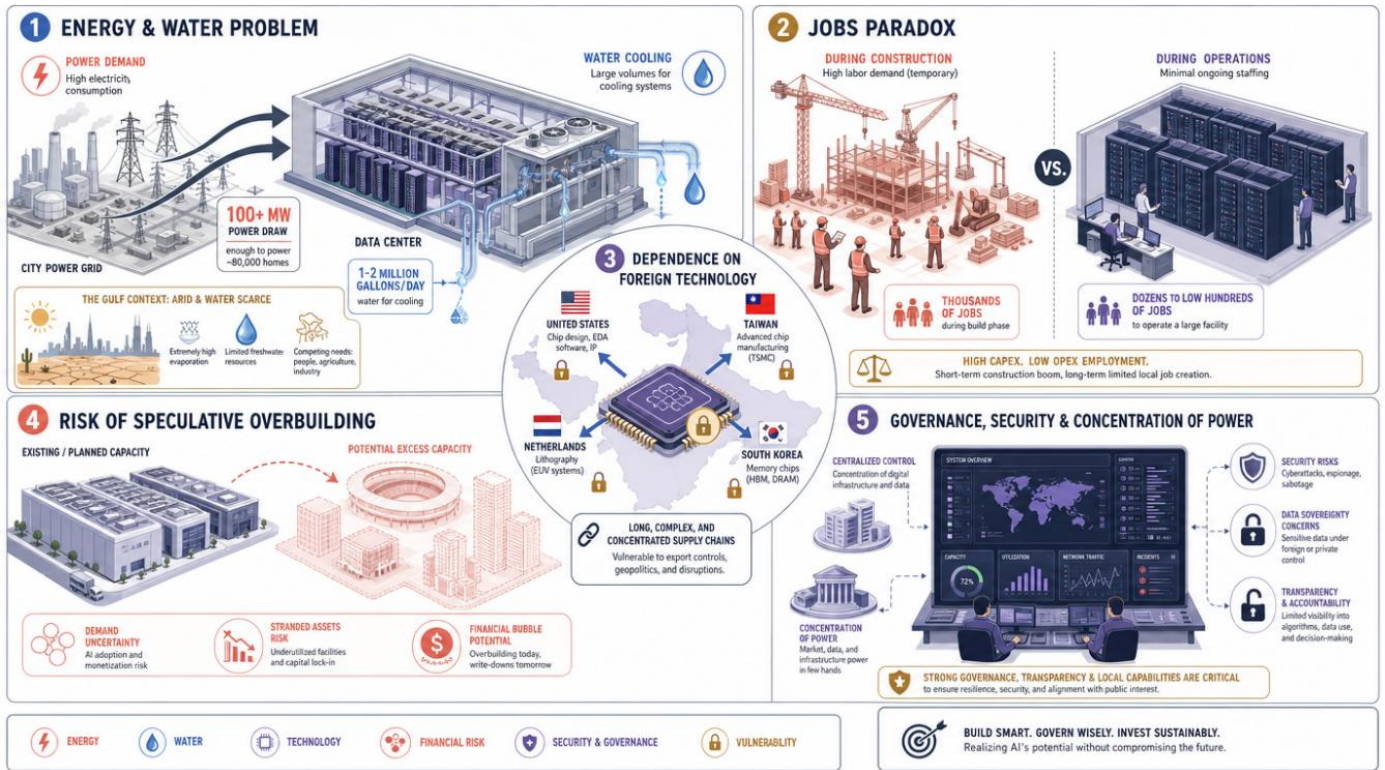 1 ENERGY & WATER PROBLEM
POWER DEMAND
High electricity
consumption
WATER COOLING
Large volumes for
cooling systems
100+ MW
POWER DRAW
enough to power
~80,000 homes
CITY POWER GRID
DATA CENTER
1-2 MILLION
GALLONS/DAY
water for cooling
THE GULF CONTEXT: ARID & WATER SCARCE
Extremely high
evaporation
Limited freshwater
resources
Competing needs:
people, agriculture,
industry
2 JOBS PARADOX
DURING CONSTRUCTION
High labor demand (temporary)
VS.
DURING OPERATIONS
Minimal ongoing staffing
THOUSANDS
OF JOBS
during build phase
DOZENS TO LOW HUNDREDS
OF JOBS
to operate a large facility
HIGH CAPEX. LOW OPEX EMPLOYMENT.
Short-term construction boom, long-term limited local job creation.
3 DEPENDENCE ON
FOREIGN TECHNOLOGY
UNITED STATES
Chip design, EDA
software, IP
TAIWAN
Advanced chip
manufacturing
(TSMC)
NETHERLANDS
Lithography
(EUV systems)
SOUTH KOREA
Memory chips
(HBM, DRAM)
LONG, COMPLEX, AND
CONCENTRATED SUPPLY CHAINS
Vulnerable to export controls,
geopolitics, and disruptions.
4 RISK OF SPECULATIVE OVERBUILDING
EXISTING / PLANNED CAPACITY
POTENTIAL EXCESS CAPACITY
DEMAND
UNCERTAINTY
AI adoption and
monetization risk
STRANDED ASSETS
RISK
Underutilized facilities
and capital lock-in
$
FINANCIAL BUBBLE
POTENTIAL
Overbuilding today,
write-downs tomorrow
5 GOVERNANCE, SECURITY & CONCENTRATION OF POWER
CENTRALIZED CONTROL
Concentration of digital
infrastructure and data
CONCENTRATION
OF POWER
Market, data, and
infrastructure power
in few hands
SYSTEM OVERVIEW
CAPACITY
72%
UTILIZATION
NETWORK TRAFFIC
INCIDENTS
SECURITY RISKS
Cyberattacks, espionage,
sabotage
DATA SOVEREIGNTY
CONCERNS
Sensitive data under
foreign or private
control
TRANSPARENCY
& ACCOUNTABILITY
Limited visibility into
algorithms, data use,
and decision-making
STRONG GOVERNANCE, TRANSPARENCY & LOCAL CAPABILITIES ARE CRITICAL
to ensure resilience, security, and alignment with public interest.
ENERGY
WATER
TECHNOLOGY
FINANCIAL RISK
SECURITY & GOVERNANCE
VULNERABILITY
BUILD SMART. GOVERN WISELY. INVEST SUSTAINABLY.
Realizing AI's potential without compromising the future.